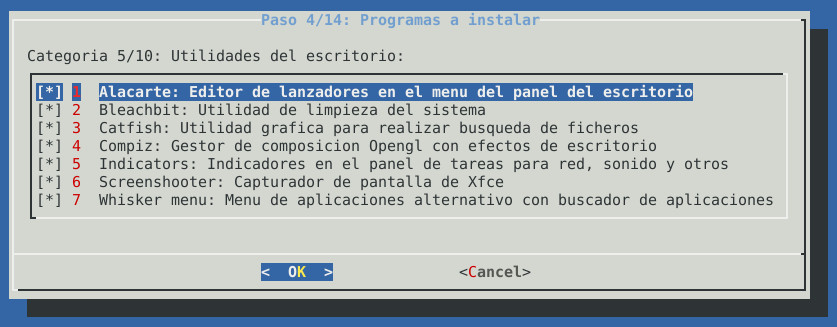 Paso 4/14: Programas a instalar
Categoria 5/10: Utilidades del escritorio:
[*] 1 Alacarte: Editor de lanzadores en el menu del panel del escritorio
[*] 2 Bleachbit: Utilidad de limpieza del sistema
[*] 3 Catfish: Utilidad grafica para realizar busqueda de ficheros
[*] 4 Compiz: Gestor de composicion Opengl con efectos de escritorio
[*] 5 Indicators: Indicadores en el panel de tareas para red, sonido y otros
[*] 6 Screenshooter: Capturador de pantalla de Xfce
[*] 7 Whisker menu: Menu de aplicaciones alternativo con buscador de aplicaciones
< OK > <Cancel>